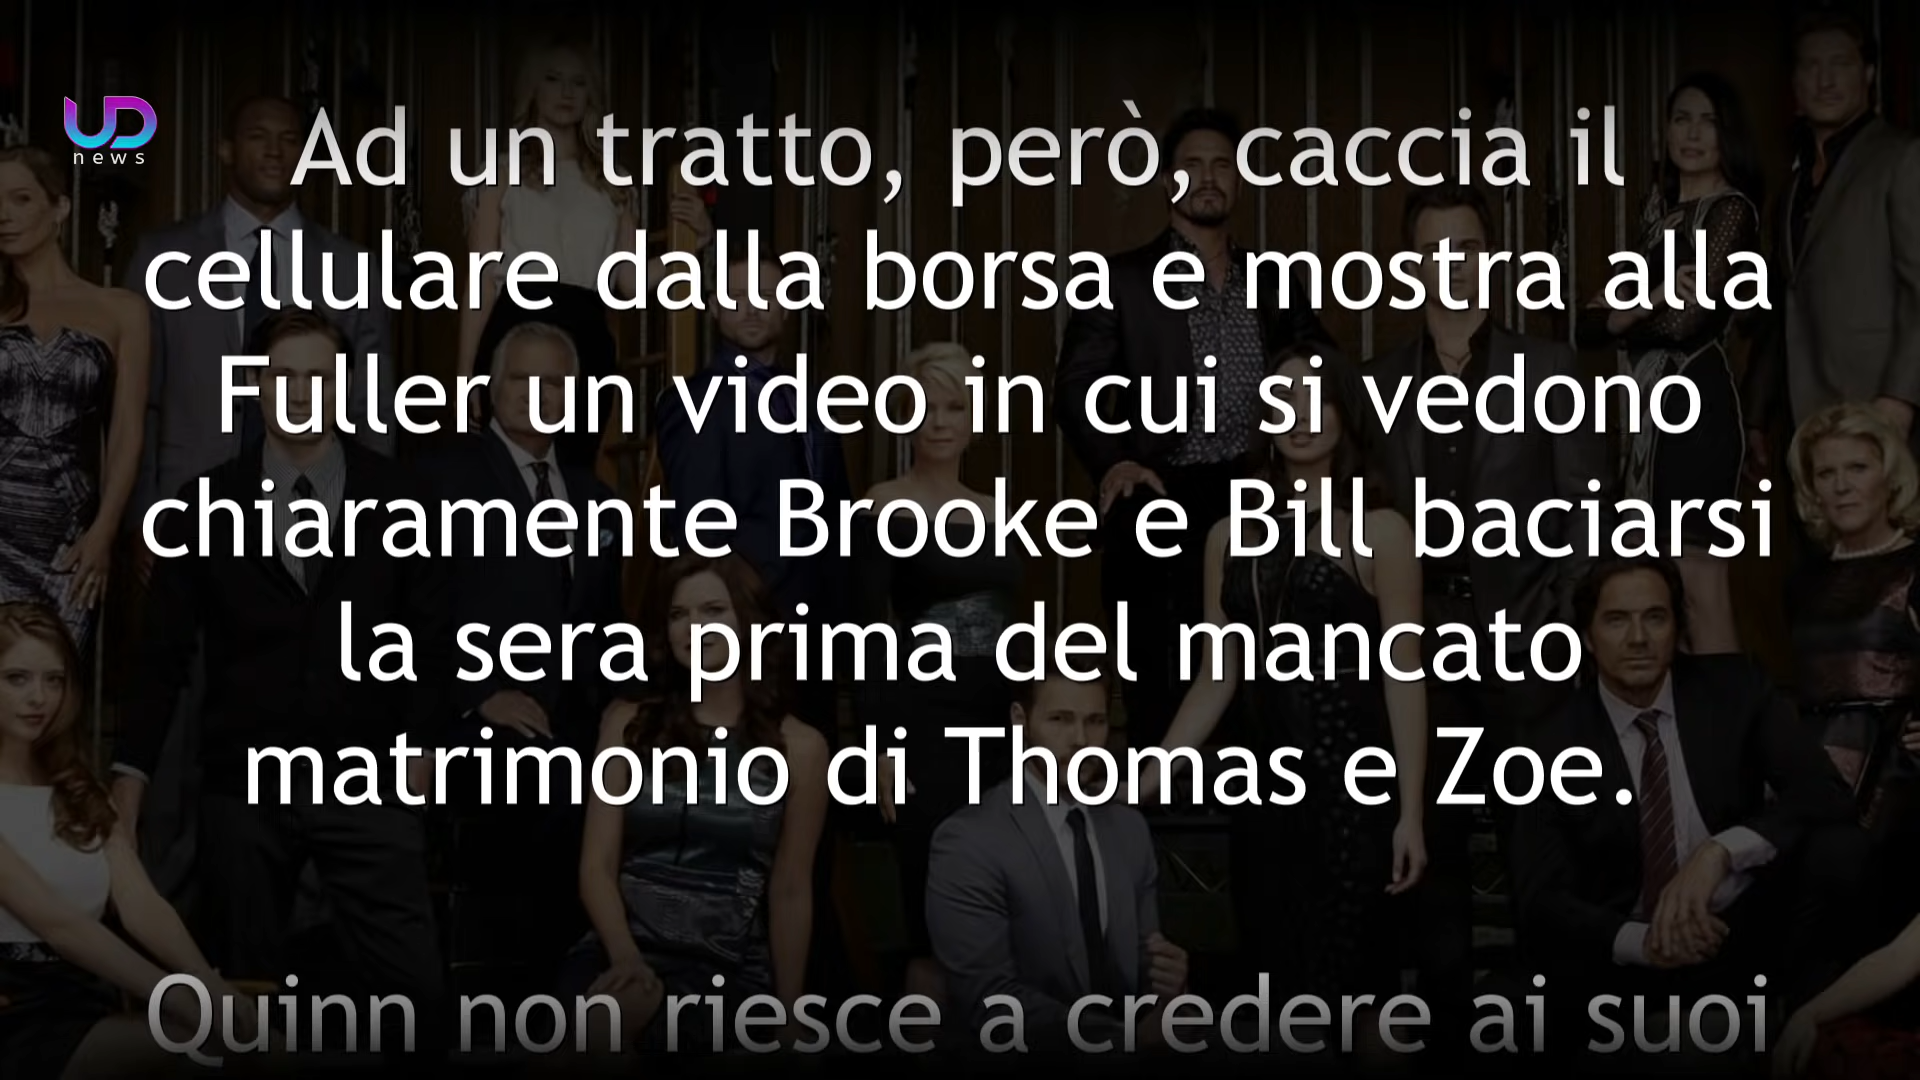 UD
news
Ad un tratto, però, caccia il
cellulare dalla borsa e mostra alla
Fuller un video in cui si vedono
chiaramente Brooke e Bill baciarsi
la sera prima del mancato
matrimonio di Thomas e Zoe.
Quinn non riesce a credere ai suoi